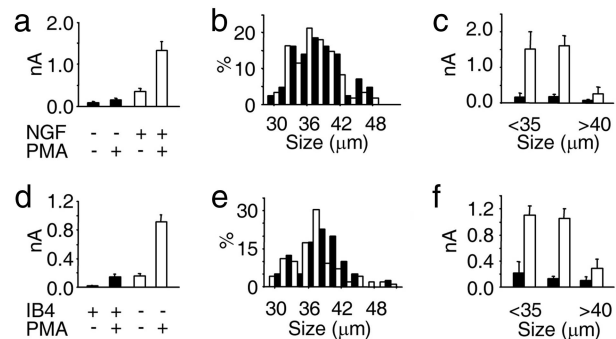 a
b
c
nA
2.0
1.0
0.0
NGF - - + +
PMA - + - +
%
20
10
0
30 36 42 48
Size (μm)
2.0
1.0
0.0
<35 >40
Size (μm)
d
e
f
nA
1.2
0.8
0.4
0.0
IB4 + + - -
PMA - + - +
%
30
15
0
30 36 42 48
Size (μm)
nA
1.2
0.8
0.4
0.0
<35 >40
Size (μm)